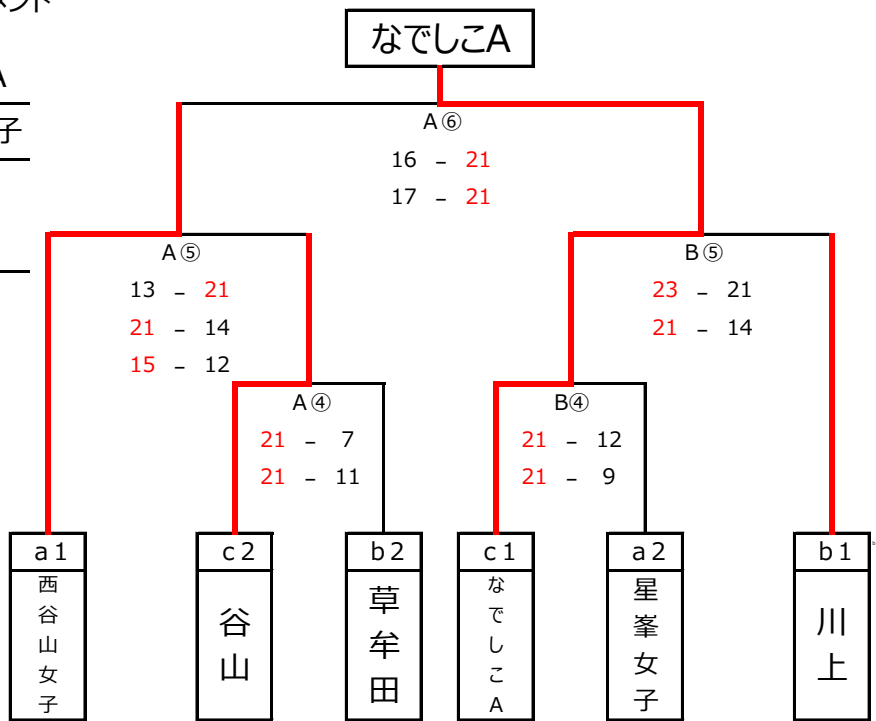 メント
なでしこA
A
子
A⑥
16 － 21
17 － 21
A⑤
13 － 21
21 － 14
15 － 12
B⑤
23 － 21
21 － 14
A④
21 － 7
21 － 11
B④
21 － 12
21 － 9
a1
c2
b2
c1
a2
b1
西谷山女子
谷山
草牟田
なでしこA
星峯女子
川上